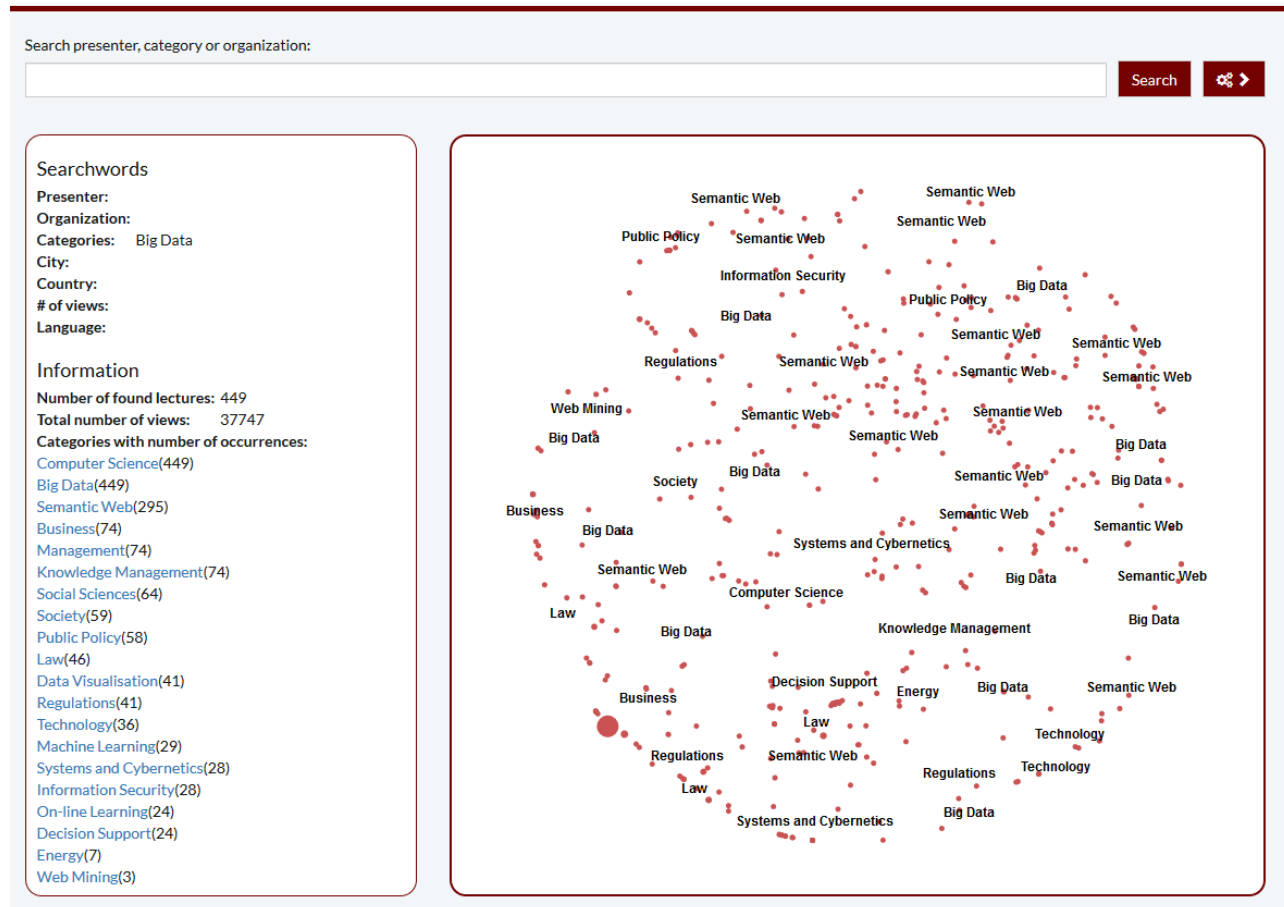 Search presenter, category or organization:
Search
Searchwords
Presenter:
Organization:
Categories: Big Data
City:
Country:
# of views:
Language:
Information
Number of found lectures: 449
Total number of views: 37747
Categories with number of occurrences:
Computer Science(449)
Big Data(449)
Semantic Web(295)
Business(74)
Management(74)
Knowledge Management(74)
Social Sciences(64)
Society(59)
Public Policy(58)
Law(46)
Data Visualisation(41)
Regulations(41)
Technology(36)
Machine Learning(29)
Systems and Cybernetics(28)
Information Security(28)
On-line Learning(24)
Decision Support(24)
Energy(7)
Web Mining(3)
Semantic Web
Semantic Web
Semantic Web
Public Policy
Semantic Web
Information Security
Big Data
Public Policy
Big Data
Semantic Web
Semantic Web
Regulations
Semantic Web
Semantic Web
Semantic Web
Web Mining
Semantic Web
Semantic Web
Big Data
Semantic Web
Big Data
Big Data
Society
Semantic Web
Big Data
Business
Semantic Web
Big Data
Semantic Web
Systems and Cybernetics
Semantic Web
Big Data
Semantic Web
Computer Science
Law
Big Data
Big Data
Knowledge Management
Decision Support
Energy
Big Data
Semantic Web
Business
Law
Technology
Regulations
Semantic Web
Technology
Regulations
Law
Big Data
Systems and Cybernetics